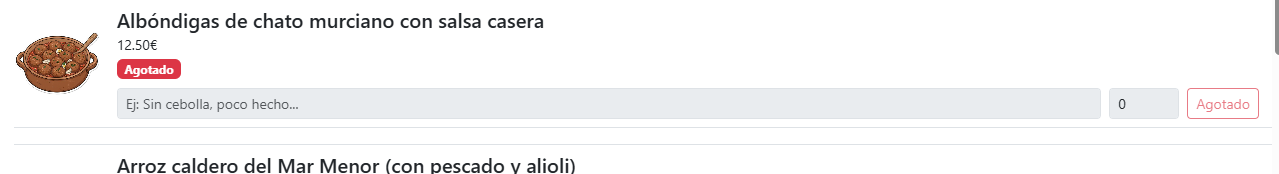 Albóndigas de chato murciano con salsa casera
12.50€
Agotado
Ej: Sin cebolla, poco hecho... 0 Agotado
Arroz caldero del Mar Menor (con pescado y alioli)